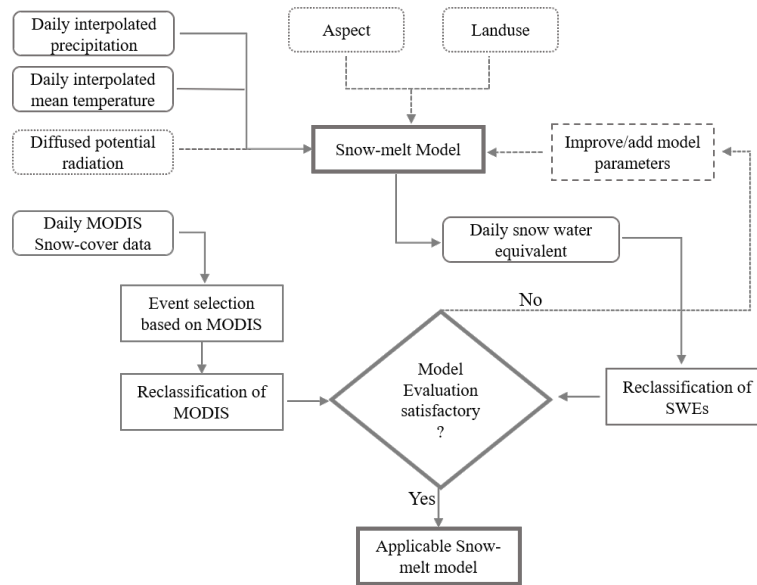 Daily interpolated
precipitation
Aspect
Landuse
Daily interpolated
mean temperature
Diffused potential
radiation
Snow-melt Model
Improve/add model
parameters
Daily MODIS
Snow-cover data
Daily snow water
equivalent
Event selection
based on MODIS
No
Reclassification of
MODIS
Model
Evaluation
satisfactory
?
Reclassification of
SWEs
Yes
Applicable Snow-
melt model